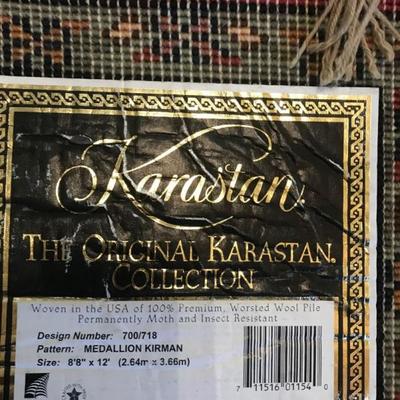 Karastan®
THE ORIGINAL KARASTAN®
COLLECTION
Woven in the USA of 100% Premium, Worsted Wool Pile
Permanently Moth and Insect Resistant
Design Number: 700/718
Pattern: MEDALLION KIRMAN
Size: 8'8" x 12' (2.64m x 3.66m)
7 11516 01154 0